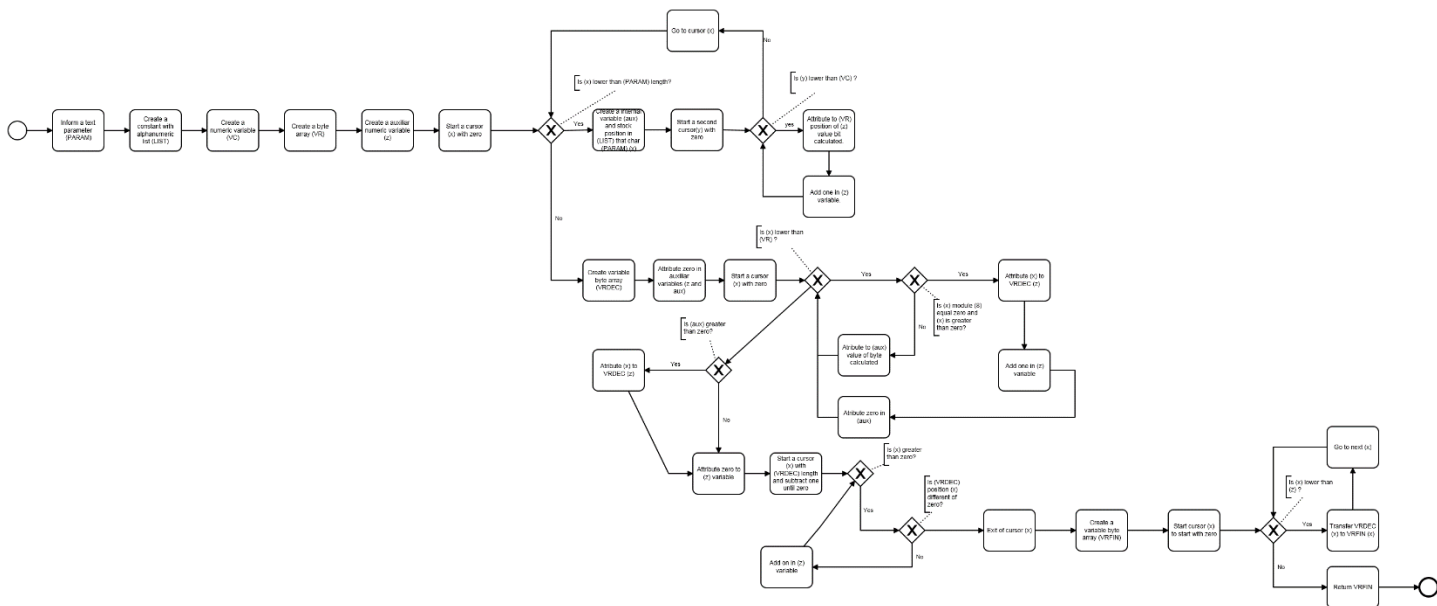 Go to cursor (x)
No
Is (x) lower than (PARAM) length?
Is (y) lower than (VC) ?
Inform a text
parameter
(PARAM)
Create a
constant with
alphanumeric
list (LIST)
Create a
numeric variable
(VC)
Create a byte
array (VR)
Create a auxiliar
numeric variable
(z)
Start a cursor
(x) with zero
Yes
Create a internal
variable (aux)
and stock
position in
(LIST) that char
(PARAM) (x)
Start a second
cursor(y) with
zero
yes
Attribute to (VR)
position of (z)
value bit
calculated.
Add one in (z)
variable.
No
Is (x) lower than
(VR) ?
Create variable
byte array
(VRDEC)
Attribute zero in
auxiliar
variables (z and
aux)
Start a cursor
(x) with zero
Yes
Yes
Attribute (x) to
VRDEC (z)
Is (x) module (8)
equal zero and
(x) is greater
than zero?
No
Is (aux) greater
than zero?
Atribute to (aux)
value of byte
calculated
Add one in (z)
variable
Atribute (x) to
VRDEC (z)
Yes
No
Atribute zero in
(aux)
Attribute zero to
(z) variable
Start a cursor
(x) with
(VRDEC) length
and subtract one
until zero
Is (x) greater
than zero?
Yes
Is (VRDEC)
position (x)
different of
zero?
No
Add on in (z)
variable
Exit of cursor (x)
Create a
variable byte
array (VRFIN)
Start cursor (x)
to start with zero
Is (x) lower than
(z) ?
Go to next (x)
Yes
Transfer VRDEC
(x) to VRFIN (x)
No
Return VRFIN